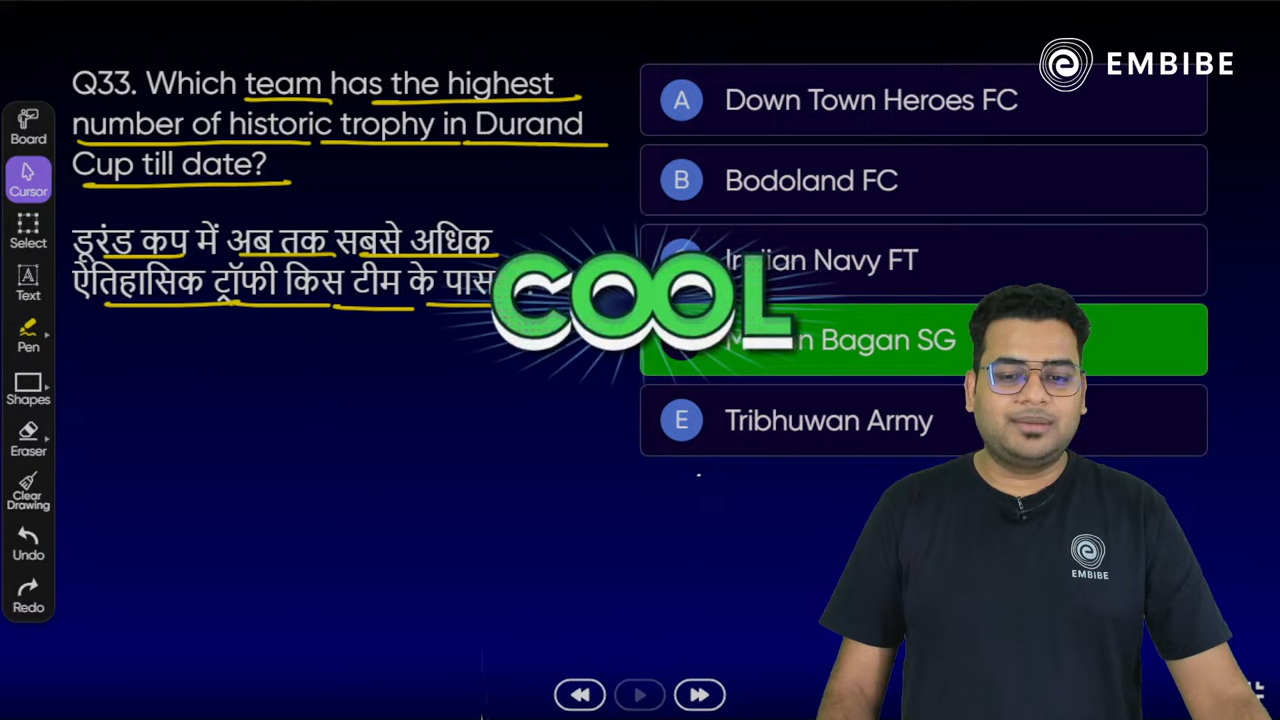 EMBIBE
Q33. Which team has the highest
number of historic trophy in Durand
Cup till date?
डूरंड कप में अब तक सबसे अधिक
ऐतिहासिक ट्रॉफी किस टीम के पास
A Down Town Heroes FC
B Bodoland FC
Indian Navy FT
Bagan SG
E Tribhuwan Army
COOL
Board
Cursor
Select
Text
Pen
Shapes
Eraser
Clear
Drawing
Undo
Redo
EMBIBE